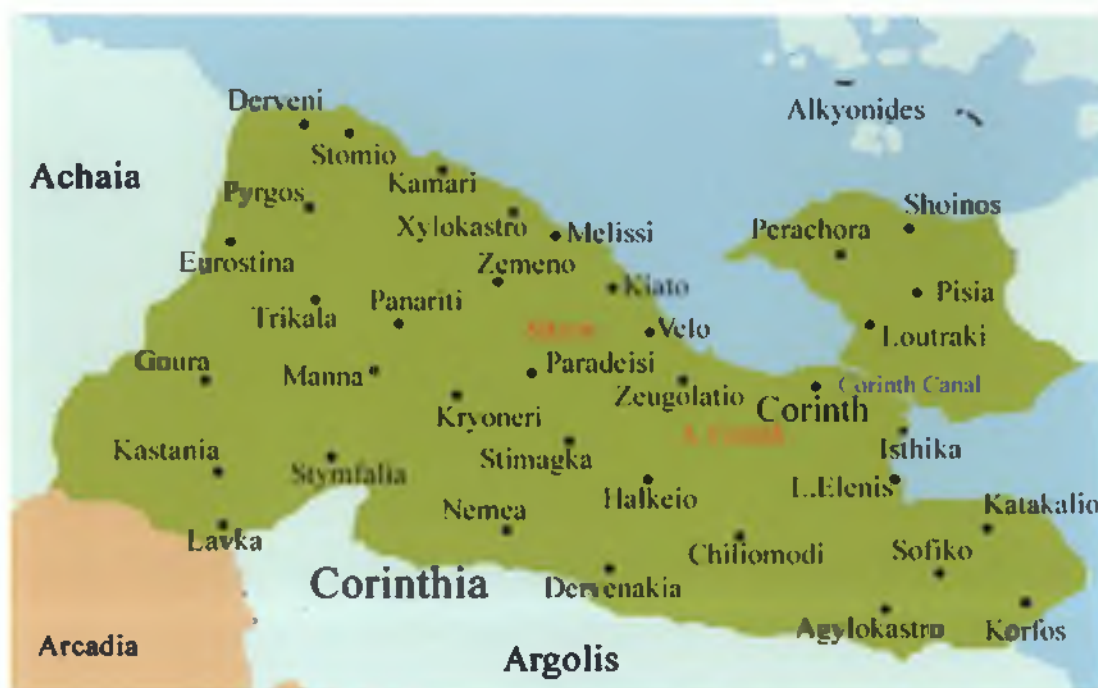 Derveni
Alkyonides
Stomio
Achaia
Kamari
Pyrgos
Shoinos
Xylokastro
Melissi
Perachora
Eurostina
Zemeno
Kiato
Pisia
Panariti
Trikala
Velo
Loutraki
Goura
Manna
Paradeisi
Corinth Canal
Zeugolatio
Corinth
Kryoneri
Isthika
Kastania
Stymfalia
Stimagka
Halkeio
L.Elenis
Nemea
Katakalio
Lavka
Chiliomodi
Sofiko
Corinthia
Dervenakia
Agylokastro
Korfos
Arcadia
Argolis